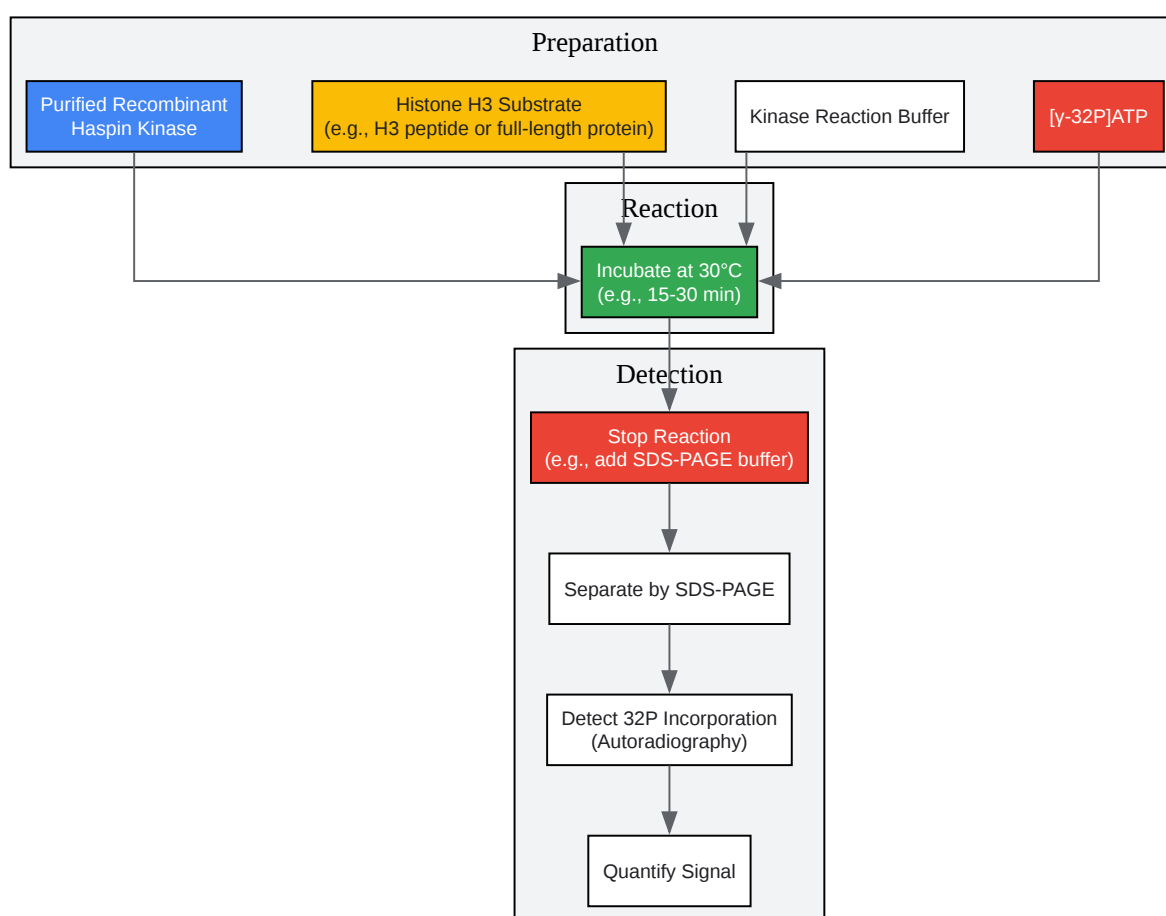 Preparation
Purified Recombinant
Haspin Kinase
Histone H3 Substrate
(e.g., H3 peptide or full-length protein)
Kinase Reaction Buffer
[γ-32P]ATP
Reaction
Incubate at 30°C
(e.g., 15-30 min)
Detection
Stop Reaction
(e.g., add SDS-PAGE buffer)
Separate by SDS-PAGE
Detect 32P Incorporation
(Autoradiography)
Quantify Signal